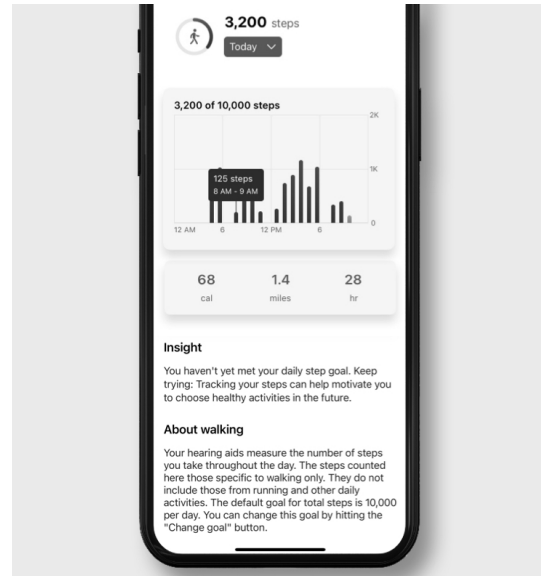 3,200 steps
Today
3,200 of 10,000 steps
2K
125 steps
8 AM - 9 AM
1K
0
12 AM 6 12 PM 6
68 1.4 28
cal miles hr
Insight
You haven't yet met your daily step goal. Keep
trying: Tracking your steps can help motivate you
to choose healthy activities in the future.
About walking
Your hearing aids measure the number of steps
you take throughout the day. The steps counted
here those specific to walking only. They do not
include those from running and other daily
activities. The default goal for total steps is 10,000
per day. You can change this goal by hitting the
"Change goal" button.